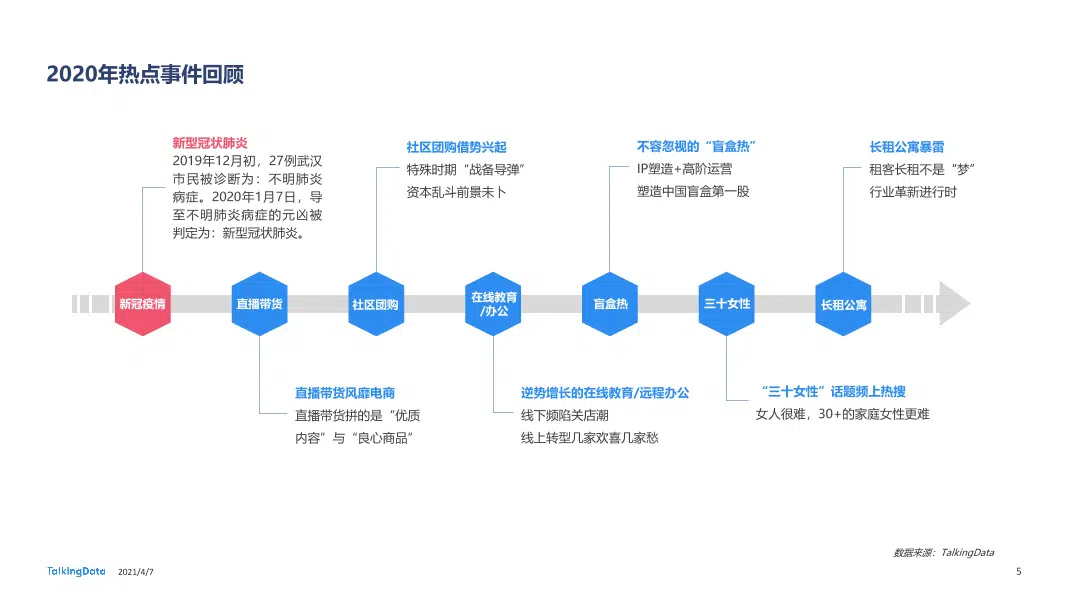 2020年热点事件回顾
新型冠状肺炎
2019年12月初，27例武汉
市民被诊断为：不明肺炎
病症。2020年1月7日，导
至不明肺炎病症的元凶被
判定为：新型冠状肺炎。
社区团购借势兴起
特殊时期“战备导弹”
资本乱斗前景未卜
不容忽视的“盲盒热”
IP塑造+高阶运营
塑造中国盲盒第一股
长租公寓暴雷
租客长租不是“梦”
行业革新进行时
新冠疫情
直播带货
社区团购
在线教育
/办公
盲盒热
三十女性
长租公寓
直播带货风靡电商
直播带货拼的是“优质
内容”与“良心商品”
逆势增长的在线教育/远程办公
线下频陷关店潮
线上转型几家欢喜几家愁
“三十女性”话题频上热搜
女人很难，30+的家庭女性更难
数据来源：TalkingData
TalkingData
2021/4/7
5